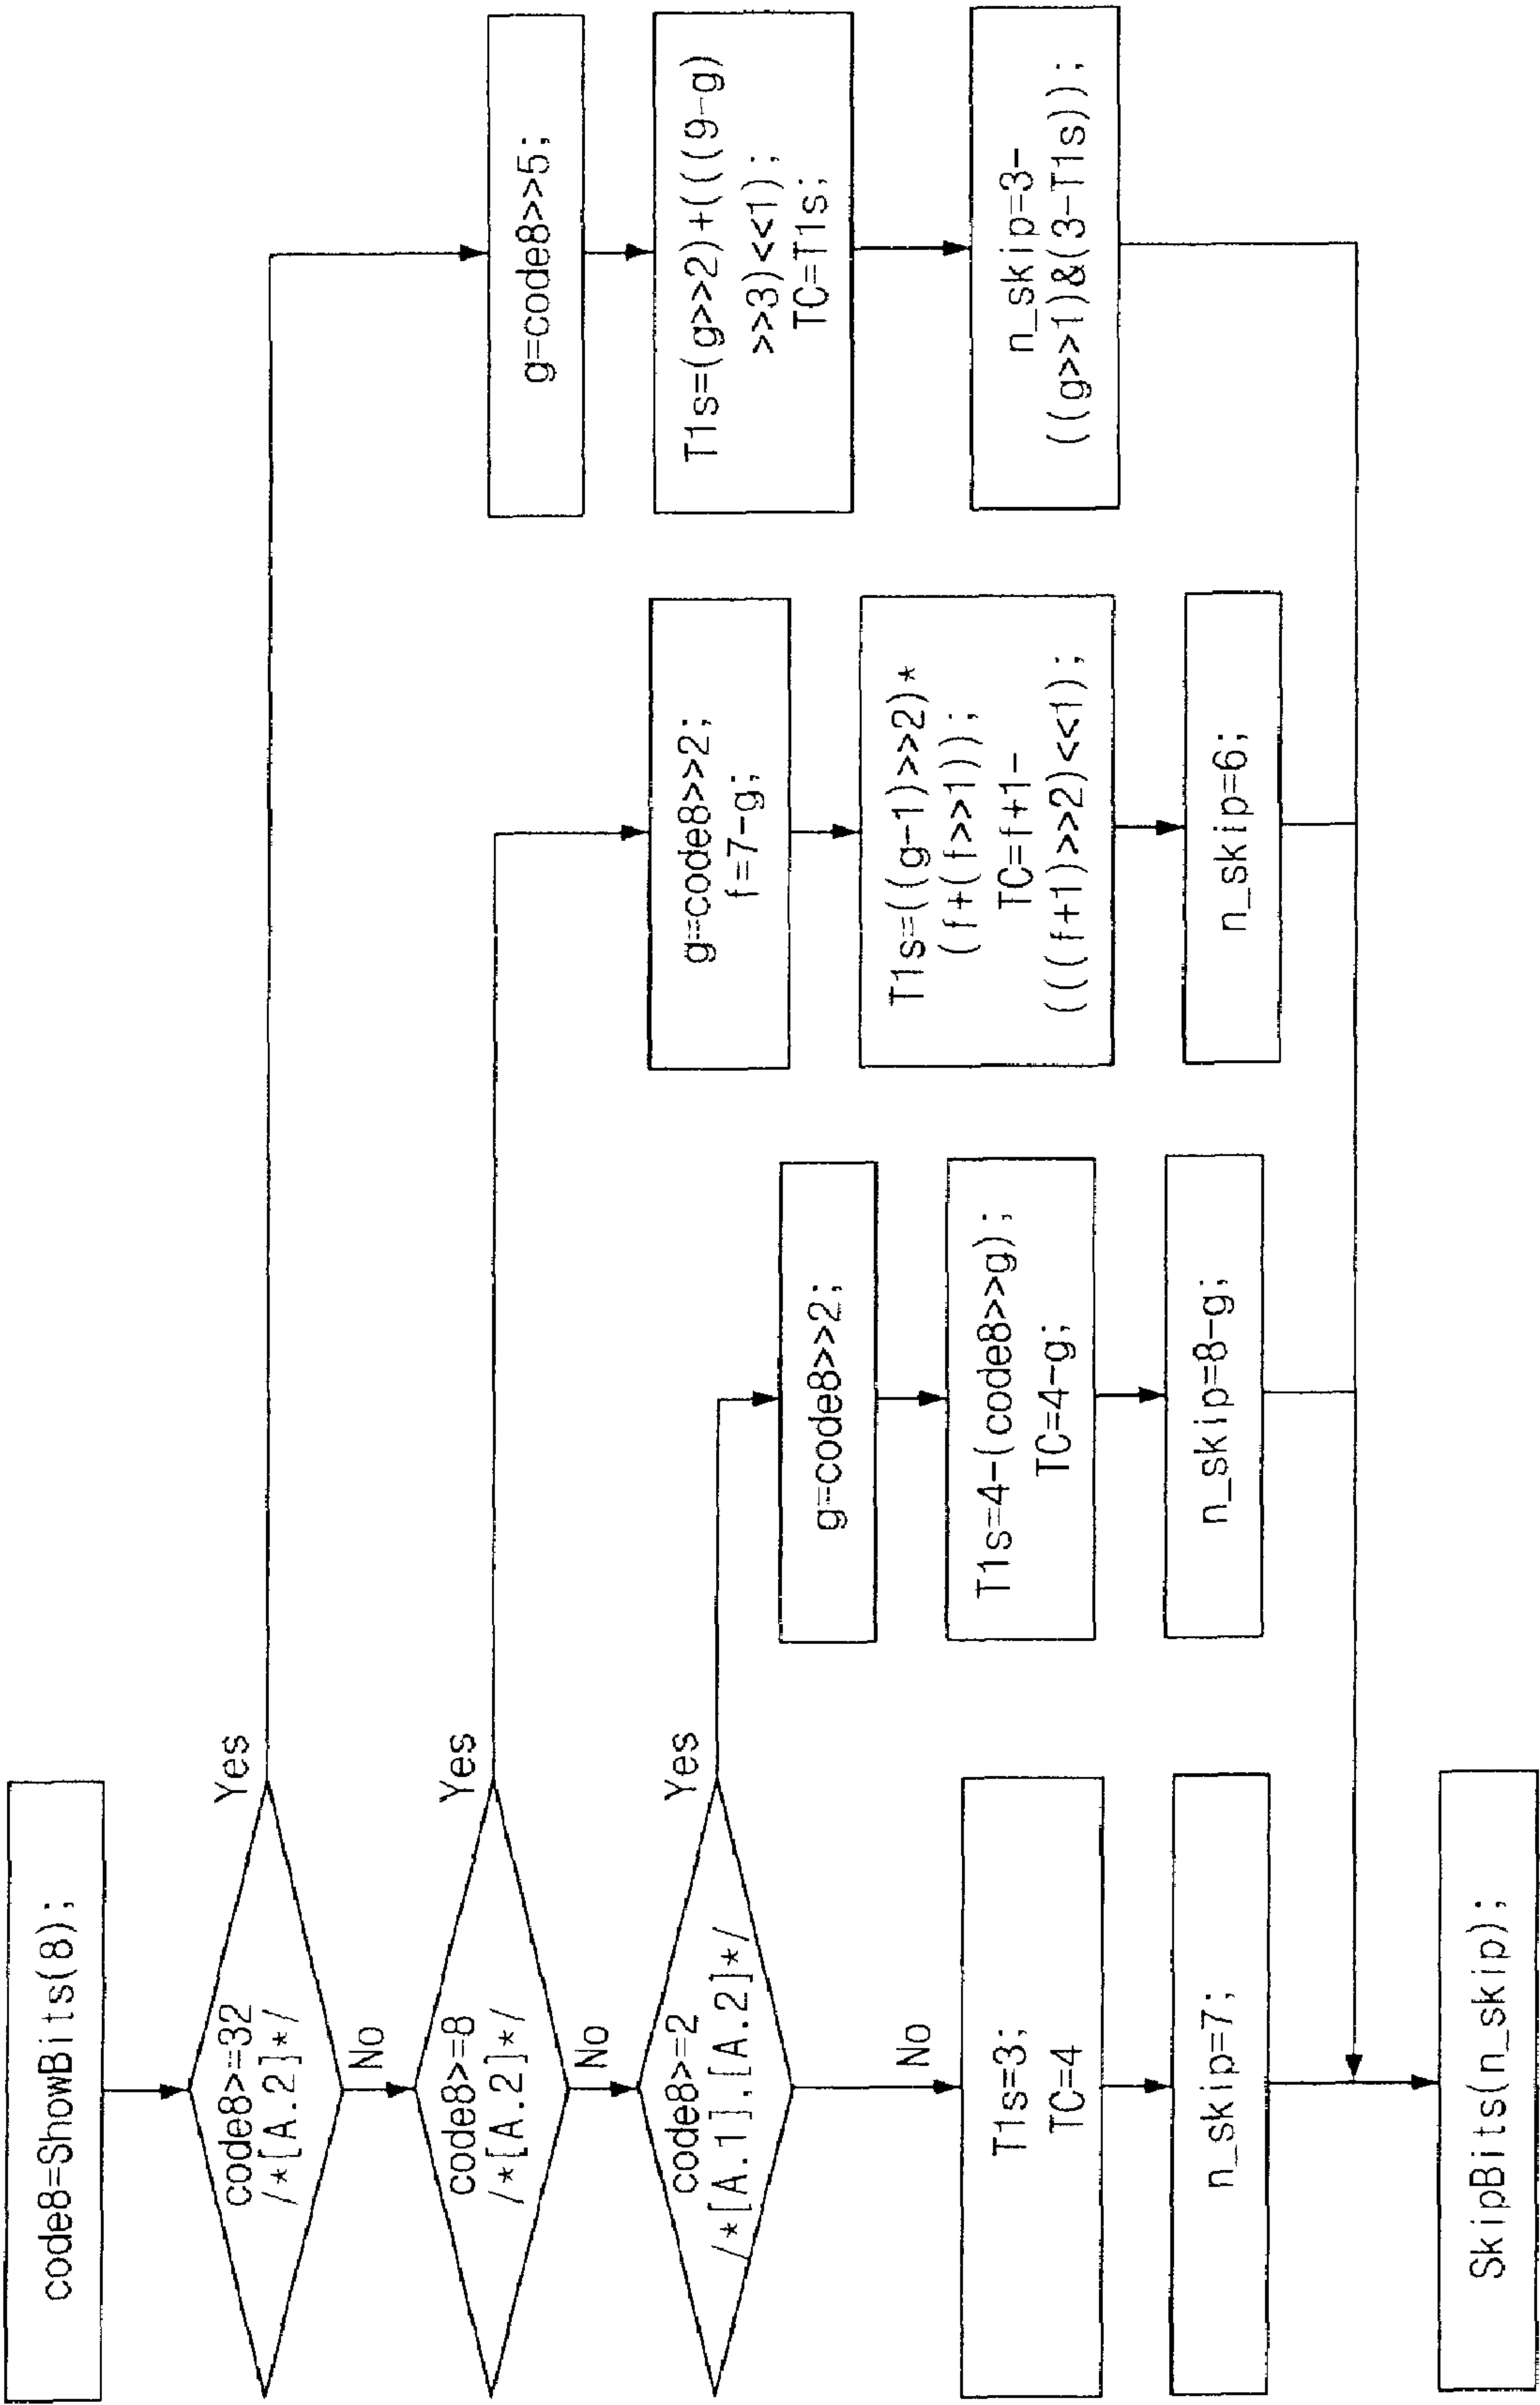 code8=ShowBits(8);
code8>=32
/*[A.2]*/
Yes
No
code8>=8
/*[A.2]*/
Yes
No
code8>=2
/*[A.1],[A.2]*/
Yes
No
T1s=3;
TC=4
n_skip=7;
g=code8>>2;
T1s=4-(code8>>g);
TC=4-g;
n_skip=8-g;
g=code8>>2;
f=7-g;
T1s=((g-1)>>2)*
(f+(f>>1));
TC=f+1-
(((f+1)>>2)<<1);
n_skip=6;
g=code8>>5;
T1s=(g>>2)+(((9-g)
>>3)<<1);
TC=T1s;
n_skip=3-
((g>>1)&(3-T1s));
SkipBits(n_skip);